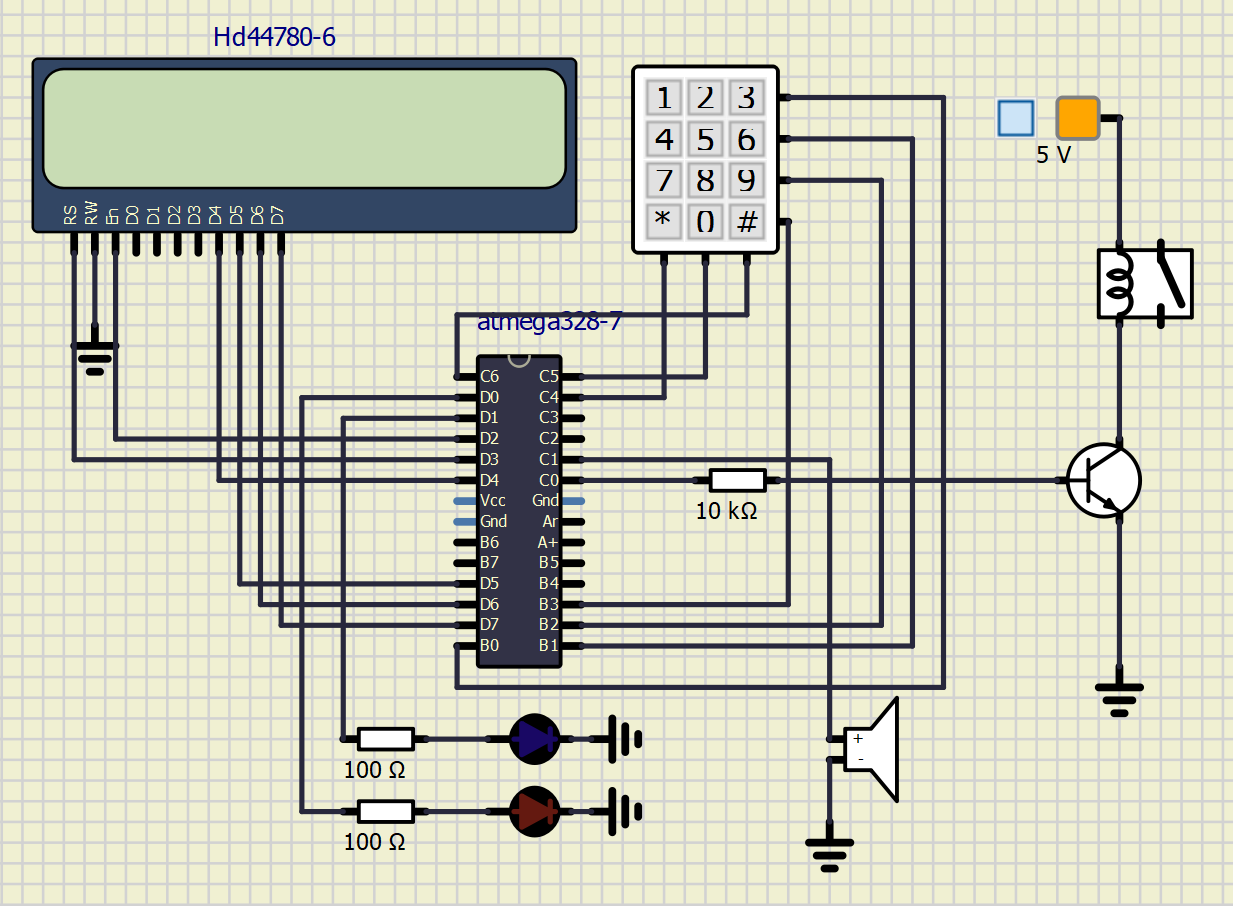 Hd44780-6
RS RW En D0 D1 D2 D3 D4 D5 D6 D7
1 2 3
4 5 6
7 8 9
* 0 #
5 V
atmega328-7
C6 C5
D0 C4
D1 C3
D2 C2
D3 C1
D4 C0
Vcc Gnd
Gnd Ar
B6 A+
B7 B5
D5 B4
D6 B3
D7 B2
B0 B1
10 kΩ
100 Ω
100 Ω
+
-